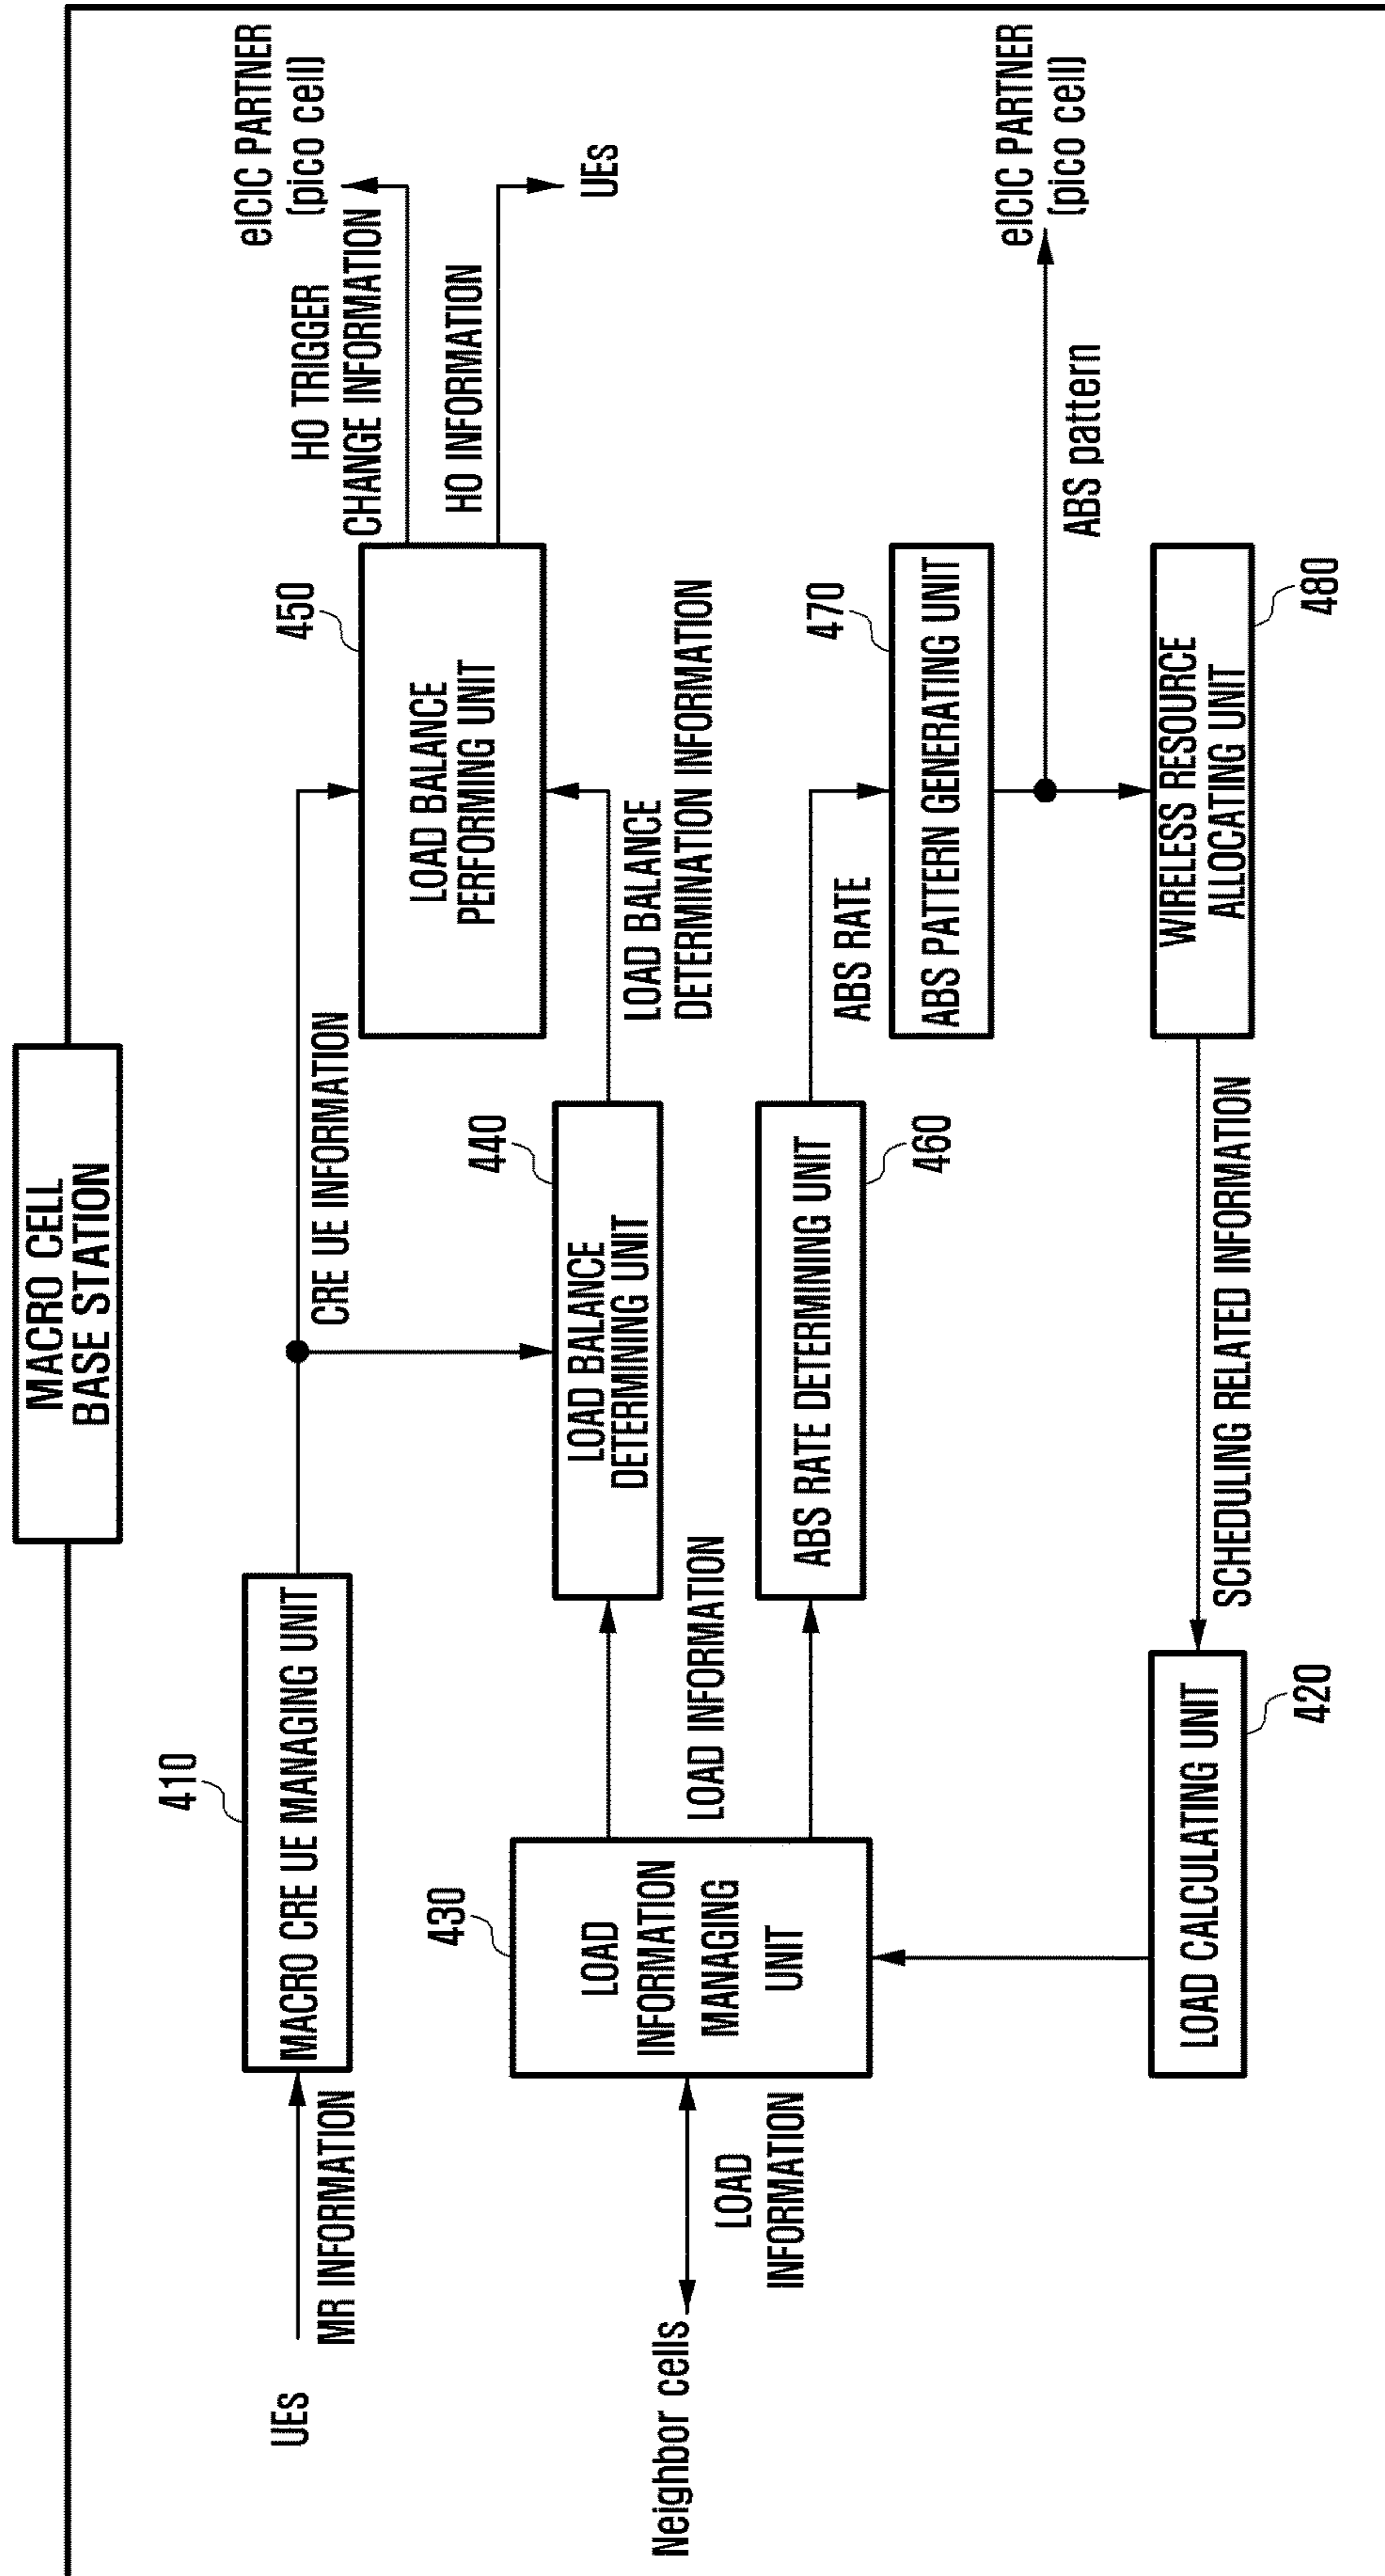 MACRO CELL
BASE STATION
UEs
MR INFORMATION
410
MACRO CRE UE MANAGING UNIT
CRE UE INFORMATION
450
LOAD BALANCE
PERFORMING UNIT
HO TRIGGER
CHANGE INFORMATION
eICIC PARTNER
(pico cell)
HO INFORMATION
UEs
Neighbor cells
LOAD
INFORMATION
430
LOAD
INFORMATION
MANAGING
UNIT
LOAD INFORMATION
440
LOAD BALANCE
DETERMINING UNIT
LOAD BALANCE
DETERMINATION INFORMATION
ABS RATE DETERMINING UNIT
460
ABS RATE
470
ABS PATTERN GENERATING UNIT
ABS pattern
eICIC PARTNER
(pico cell)
LOAD CALCULATING UNIT
420
SCHEDULING RELATED INFORMATION
WIRELESS RESOURCE
ALLOCATING UNIT
480